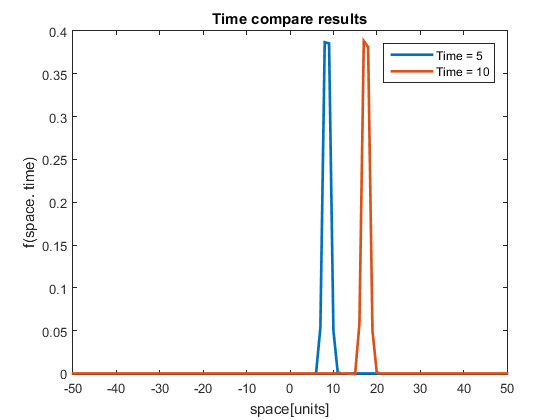 Time compare results
Time = 5
Time = 10
f(space. time)
0.4
0.35
0.3
0.25
0.2
0.15
0.1
0.05
0
-50 -40 -30 -20 -10 0 10 20 30 40 50
space[units]